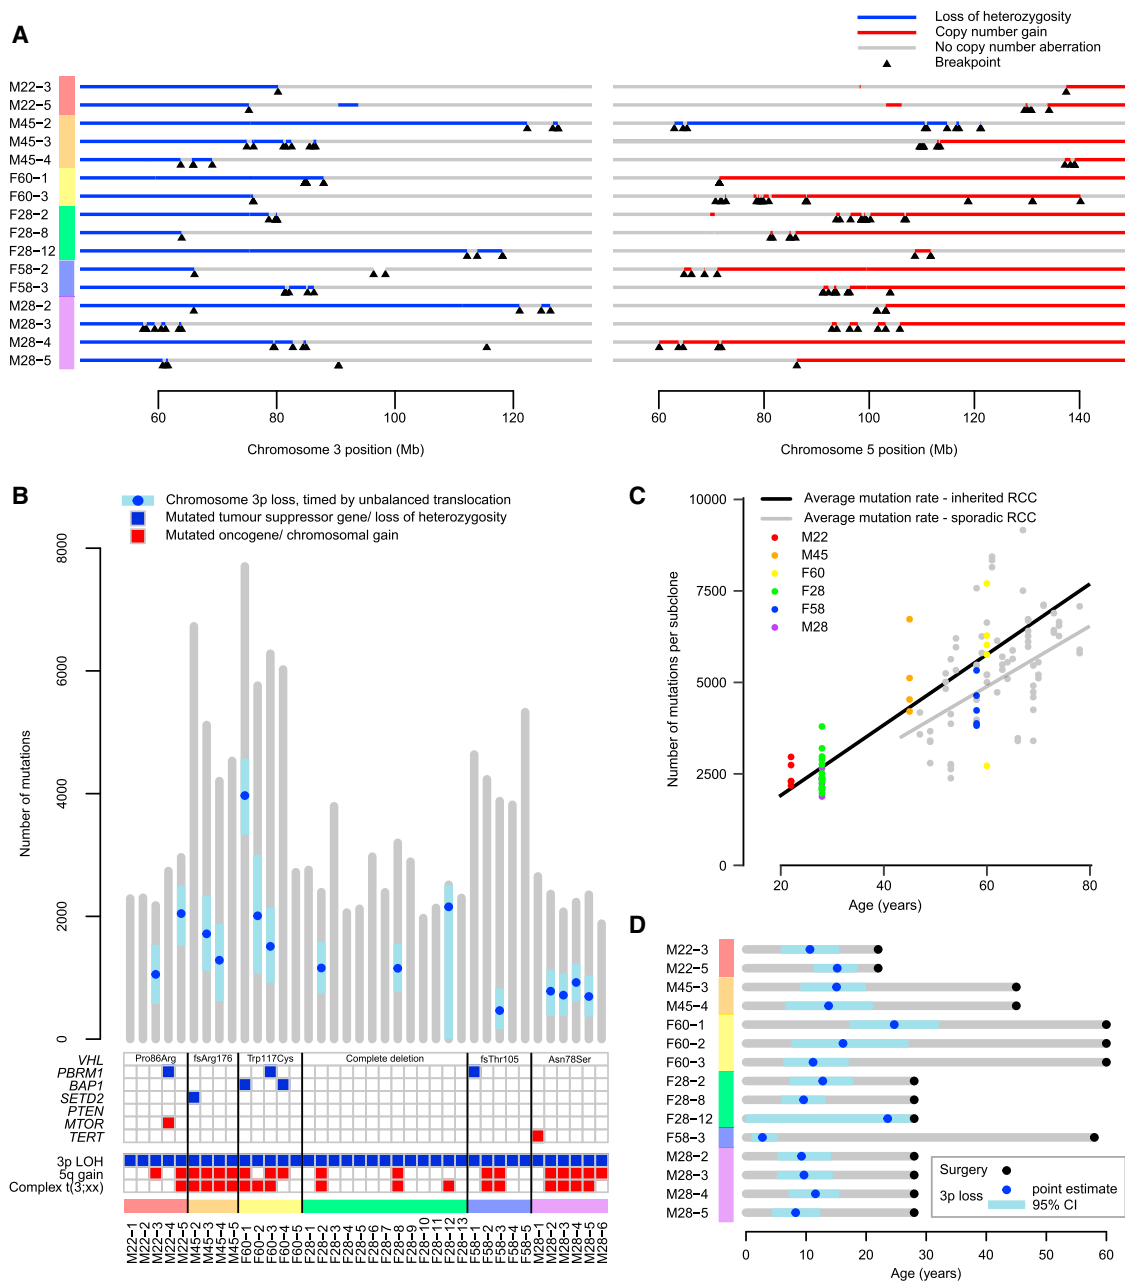 A
Loss of heterozygosity
Copy number gain
No copy number aberration
Breakpoint
M22−3
M22−5
M45−2
M45−3
M45−4
F60−1
F60−3
F28−2
F28−8
F28−12
F58−2
F58−3
M28−2
M28−3
M28−4
M28−5
60 80 100 120
Chromosome 3 position (Mb)
60 80 100 120 140
Chromosome 5 position (Mb)
B
Chromosome 3p loss, timed by unbalanced translocation
Mutated tumour suppressor gene/ loss of heterozygosity
Mutated oncogene/ chromosomal gain
Number of mutations
8000
6000
4000
2000
0
VHL Pro86Arg fsArg176 Trp117Cys Complete deletion fsThr105 Asn78Ser
PBRM1
BAP1
SETD2
PTEN
MTOR
TERT
3p LOH
5q gain
Complex t(3;xx)
M22−1
M22−2
M22−3
M22−4
M22−5
M45−2
M45−3
M45−4
M45−5
F60−1
F60−2
F60−3
F60−4
F60−5
F28−1
F28−2
F28−3
F28−4
F28−5
F28−6
F28−7
F28−8
F28−9
F28−10
F28−11
F28−12
F28−13
F58−1
F58−2
F58−3
F58−4
F58−5
M28−1
M28−2
M28−3
M28−4
M28−5
M28−6
C
Average mutation rate - inherited RCC
Average mutation rate - sporadic RCC
M22
M45
F60
F28
F58
M28
Number of mutations per subclone
10000
7500
5000
2500
0
20 40 60 80
Age (years)
D
M22−3
M22−5
M45−3
M45−4
F60−1
F60−2
F60−3
F28−2
F28−8
F28−12
F58−3
M28−2
M28−3
M28−4
M28−5
Surgery
3p loss
point estimate
95% CI
0 10 20 30 40 50 60
Age (years)